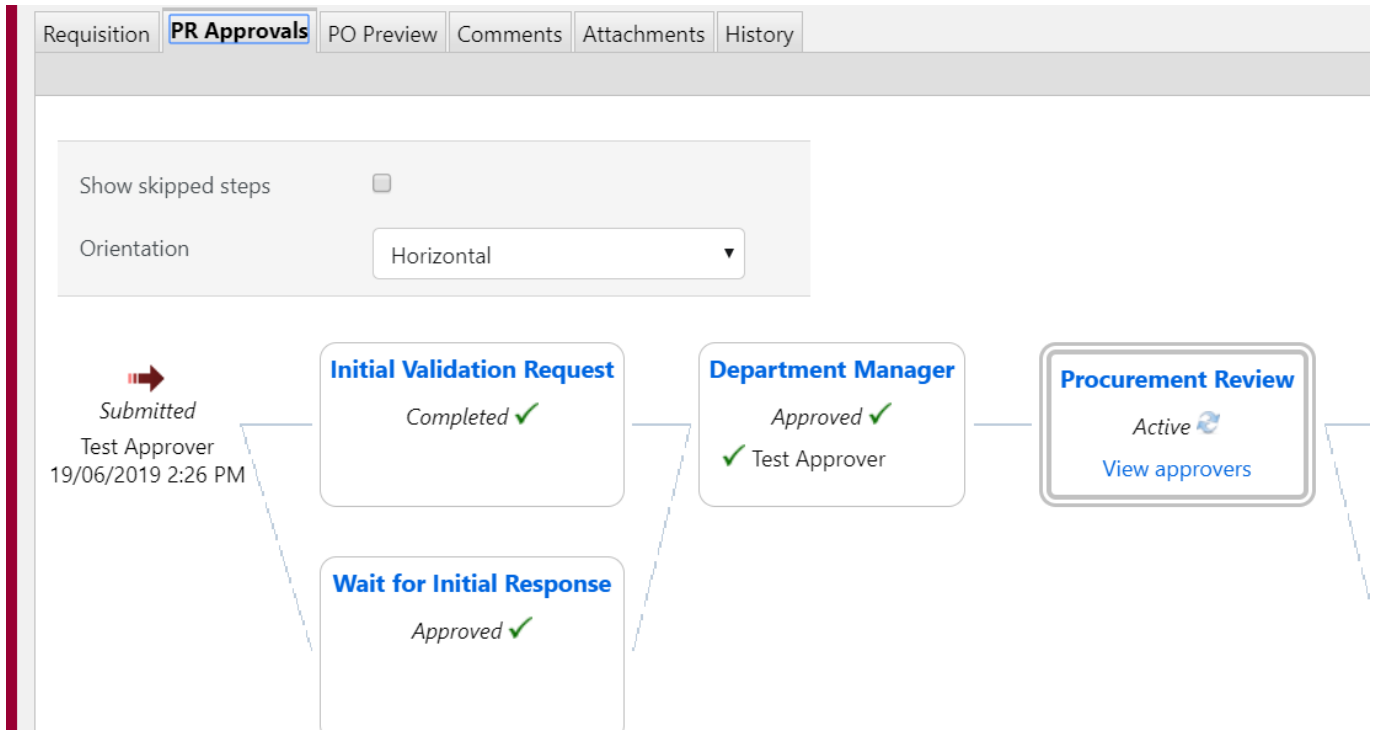 Requisition PR Approvals PO Preview Comments Attachments History
Show skipped steps
Orientation Horizontal
Submitted
Test Approver
19/06/2019 2:26 PM
Initial Validation Request
Completed
Department Manager
Approved
Test Approver
Procurement Review
Active
View approvers
Wait for Initial Response
Approved